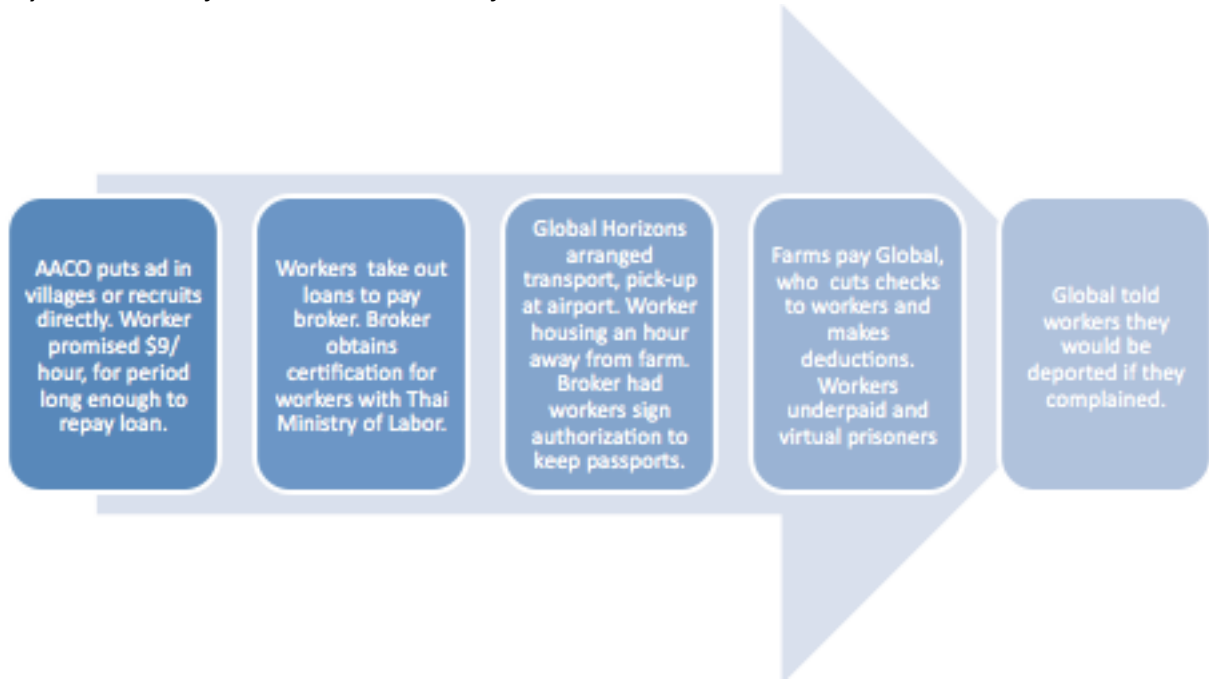 AACO puts ad in
villages or recruits
directly. Worker
promised $9/
hour, for period
long enough to
repay loan.
Workers take out
loans to pay
broker. Broker
obtains
certification for
workers with Thai
Ministry of Labor.
Global Horizons
arranged
transport, pick-up
at airport. Worker
housing an hour
away from farm.
Broker had
workers sign
authorization to
keep passports.
Farms pay Global,
who cuts checks
to workers and
makes
deductions.
Workers
underpaid and
virtual prisoners
Global told
workers they
would be
deported if they
complained.